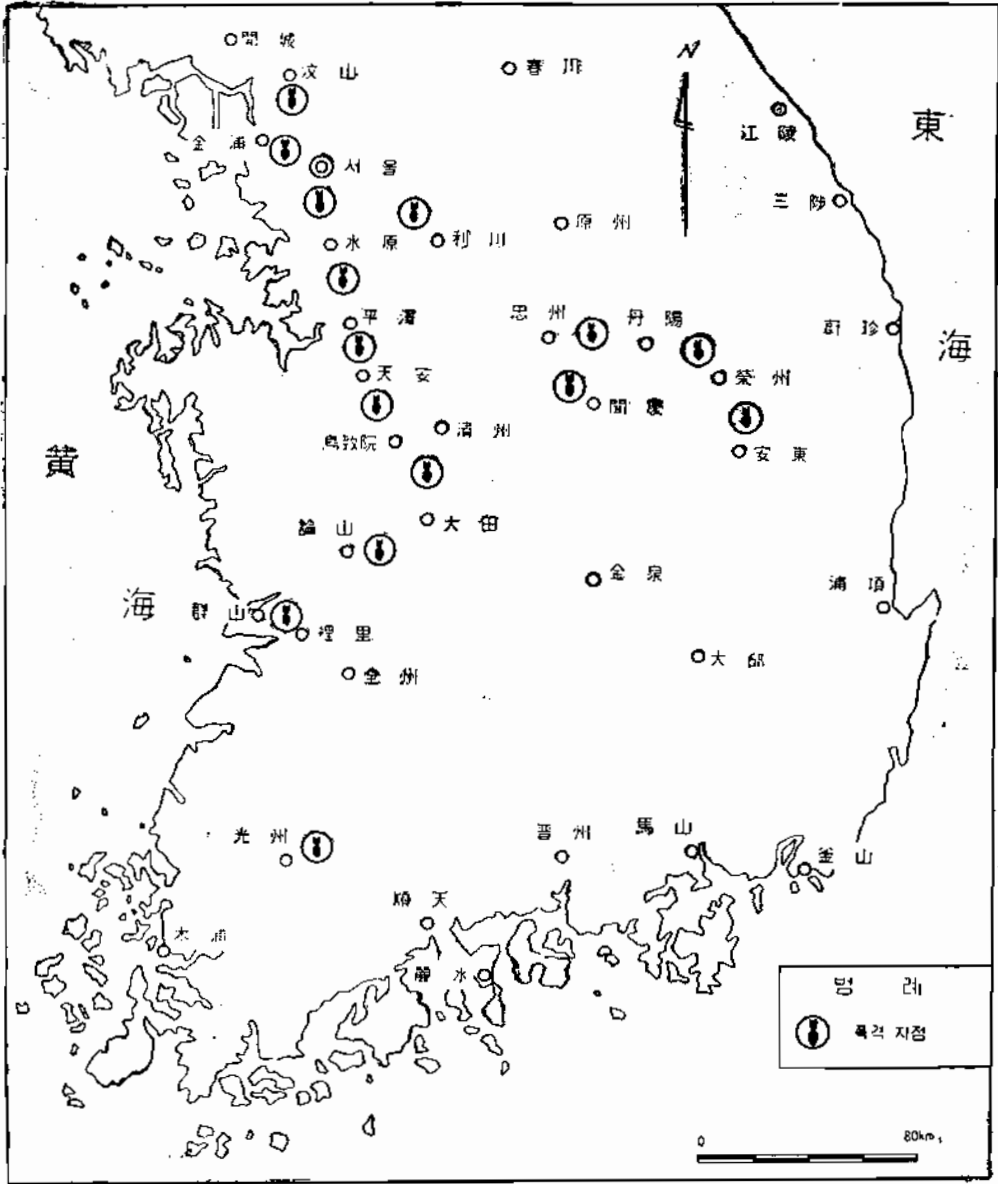 開城
汶山
春川
N
東
江陵
金浦
서울
三陟
原州
水原
利川
平澤
忠州
丹陽
蔚珍
海
天安
榮州
聞慶
淸州
鳥致院
黃
安東
論山
大田
金泉
浦項
海
群山
裡里
大邱
全州
光州
晋州
馬山
釜山
順天
木浦
麗水
범례
폭격 지점
0
80km